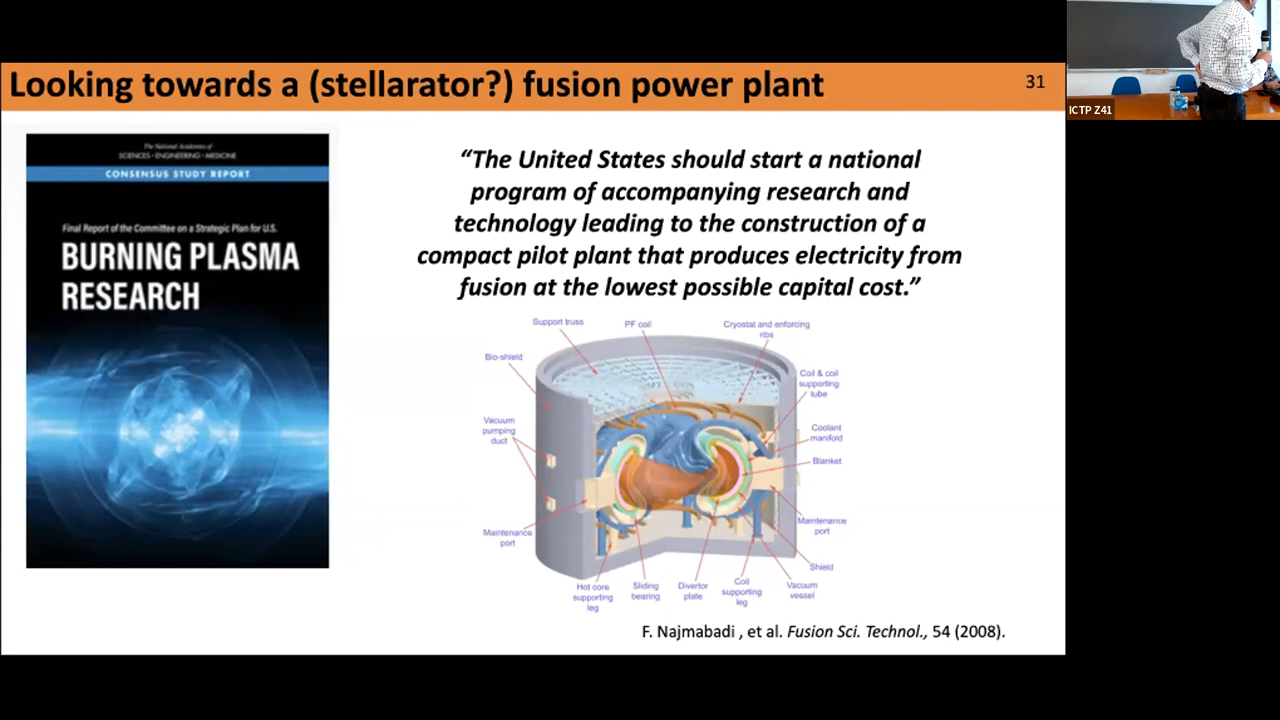 Looking towards a (stellarator?) fusion power plant
31
ICTP Z41
The National Academies of
SCIENCES • ENGINEERING • MEDICINE
CONSENSUS STUDY REPORT
Final Report of the Committee on a Strategic Plan for U.S.
BURNING PLASMA
RESEARCH
“The United States should start a national
program of accompanying research and
technology leading to the construction of a
compact pilot plant that produces electricity from
fusion at the lowest possible capital cost.”
Support truss
PF coil
Cryostat and enforcing
ribs
Bio-shield
Coil & coil
supporting
tube
Vacuum
pumping
duct
Coolant
manifold
Blanket
Maintenance
port
Maintenance
port
Shield
Hot core
supporting
leg
Sliding
bearing
Divertor
plate
Coil
supporting
leg
Vacuum
vessel
F. Najmabadi , et al. Fusion Sci. Technol., 54 (2008).